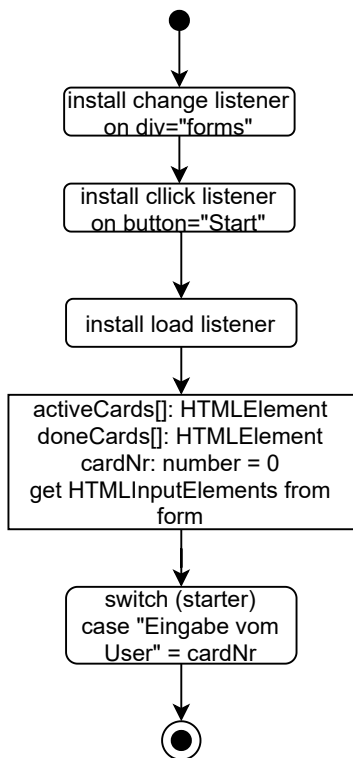 install change listener
on div="forms"
install cllick listener
on button="Start"
install load listener
activeCards[]: HTMLElement
doneCards[]: HTMLElement
cardNr: number = 0
get HTMLInputElements from
form
switch (starter)
case "Eingabe vom
User" = cardNr